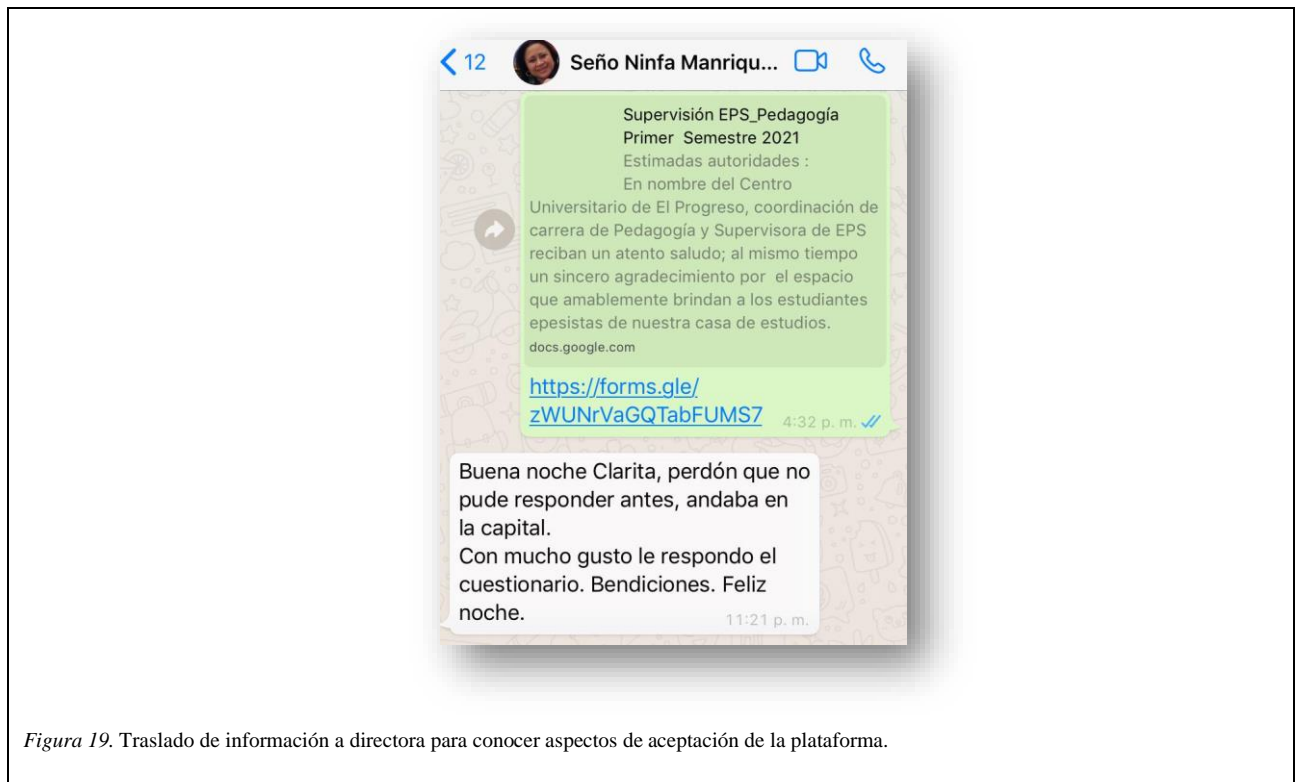 12 Seño Ninfa Manriqu...
Supervisión EPS_Pedagogía
Primer Semestre 2021
Estimadas autoridades :
En nombre del Centro
Universitario de El Progreso, coordinación de
carrera de Pedagogía y Supervisora de EPS
reciban un atento saludo; al mismo tiempo
un sincero agradecimiento por el espacio
que amablemente brindan a los estudiantes
epesistas de nuestra casa de estudios.
docs.google.com
https://forms.gle/
zWUNrVaGQTabFUMS7 4:32 p. m.
Buena noche Clarita, perdón que no
pude responder antes, andaba en
la capital.
Con mucho gusto le respondo el
cuestionario. Bendiciones. Feliz
noche. 11:21 p. m.
Figura 19. Traslado de información a directora para conocer aspectos de aceptación de la plataforma.